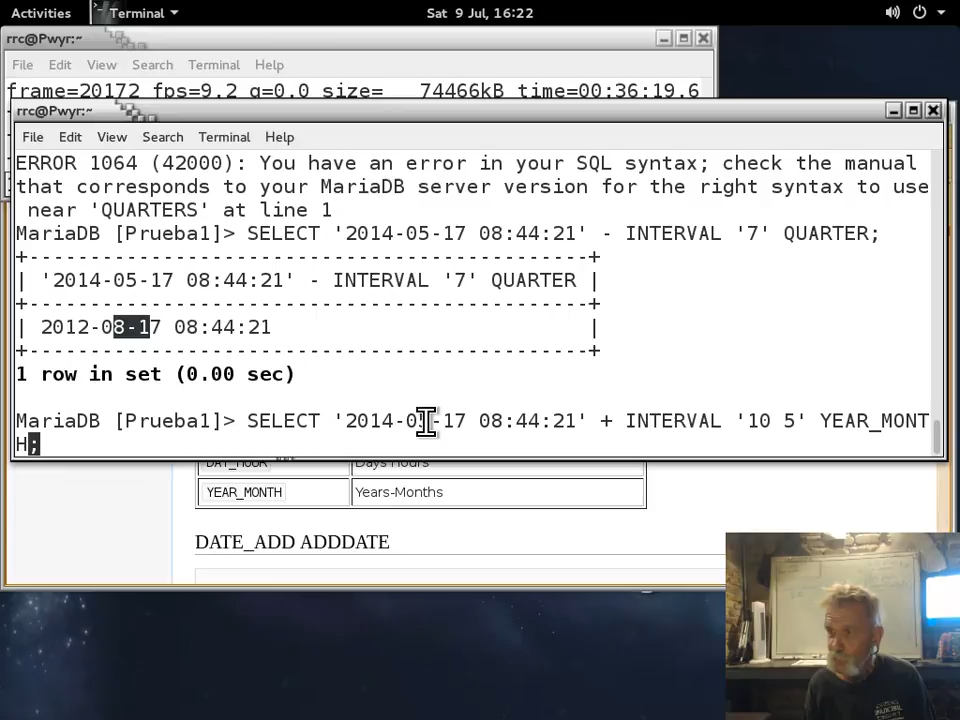 Activities
Terminal
Sat 9 Jul, 16:22
rrc@Pwyr:~
File Edit View Search Terminal Help
frame=20172 fps=9.2 q=0.0 size= 74466kB time=00:36:19.6
rrc@Pwyr:~
File Edit View Search Terminal Help
ERROR 1064 (42000): You have an error in your SQL syntax; check the manual
that corresponds to your MariaDB server version for the right syntax to use
near 'QUARTERS' at line 1
MariaDB [Prueba1]> SELECT '2014-05-17 08:44:21' - INTERVAL '7' QUARTER;
+-----------------------------------------------+
| '2014-05-17 08:44:21' - INTERVAL '7' QUARTER |
+-----------------------------------------------+
| 2012-08-17 08:44:21 |
+-----------------------------------------------+
1 row in set (0.00 sec)
MariaDB [Prueba1]> SELECT '2014-05-17 08:44:21' + INTERVAL '10 5' YEAR_MONT
H;
DAY_HOUR Days Hours
YEAR_MONTH Years-Months
DATE_ADD ADDDATE